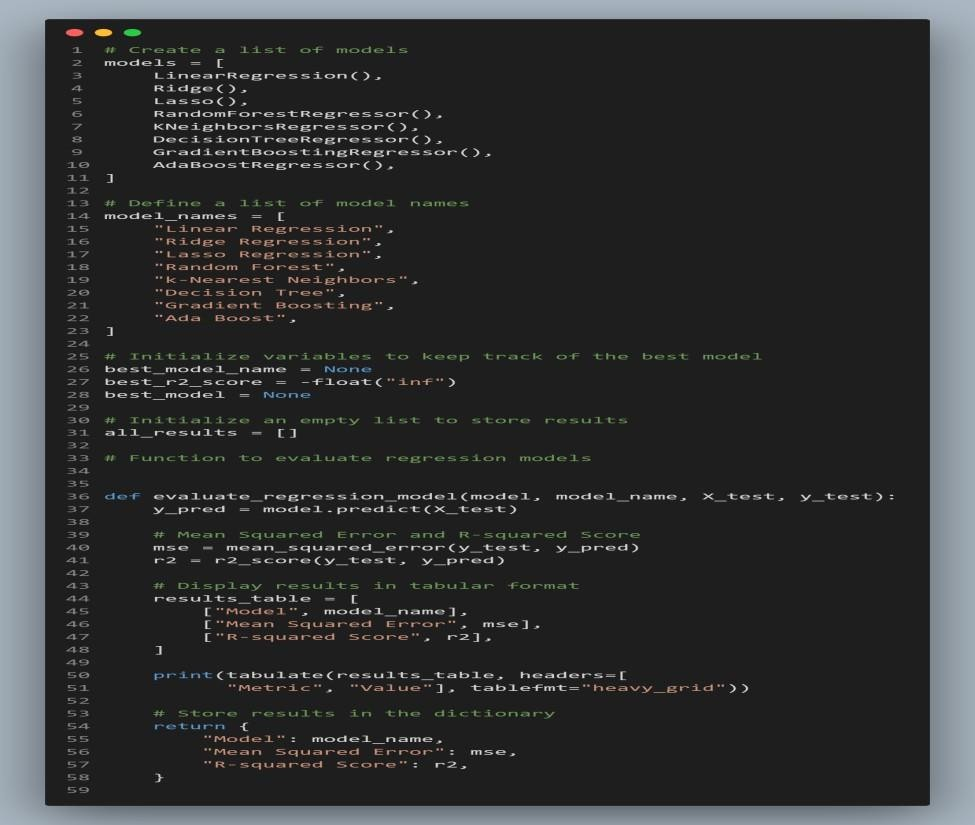 1 # Create a list of models
2 models = [
3     LinearRegression(),
4     Ridge(),
5     Lasso(),
6     RandomForestRegressor(),
7     KNeighborsRegressor(),
8     DecisionTreeRegressor(),
9     GradientBoostingRegressor(),
10     AdaBoostRegressor(),
11 ]
12
13 # Define a list of model names
14 model_names = [
15     "Linear Regression",
16     "Ridge Regression",
17     "Lasso Regression",
18     "Random Forest",
19     "k-Nearest Neighbors",
20     "Decision Tree",
21     "Gradient Boosting",
22     "Ada Boost",
23 ]
24
25 # Initialize variables to keep track of the best model
26 best_model_name = None
27 best_r2_score = -float("inf")
28 best_model = None
29
30 # Initialize an empty list to store results
31 all_results = []
32
33 # Function to evaluate regression models
34
35
36 def evaluate_regression_model(model, model_name, X_test, y_test):
37     y_pred = model.predict(X_test)
38
39     # Mean Squared Error and R-squared Score
40     mse = mean_squared_error(y_test, y_pred)
41     r2 = r2_score(y_test, y_pred)
42
43     # Display results in tabular format
44     results_table = [
45         ["Model", model_name],
46         ["Mean Squared Error", mse],
47         ["R-squared Score", r2],
48     ]
49
50     print(tabulate(results_table, headers=[
51           "Metric", "Value"], tablefmt="heavy_grid"))
52
53     # Store results in the dictionary
54     return {
55         "Model": model_name,
56         "Mean Squared Error": mse,
57         "R-squared Score": r2,
58     }
59